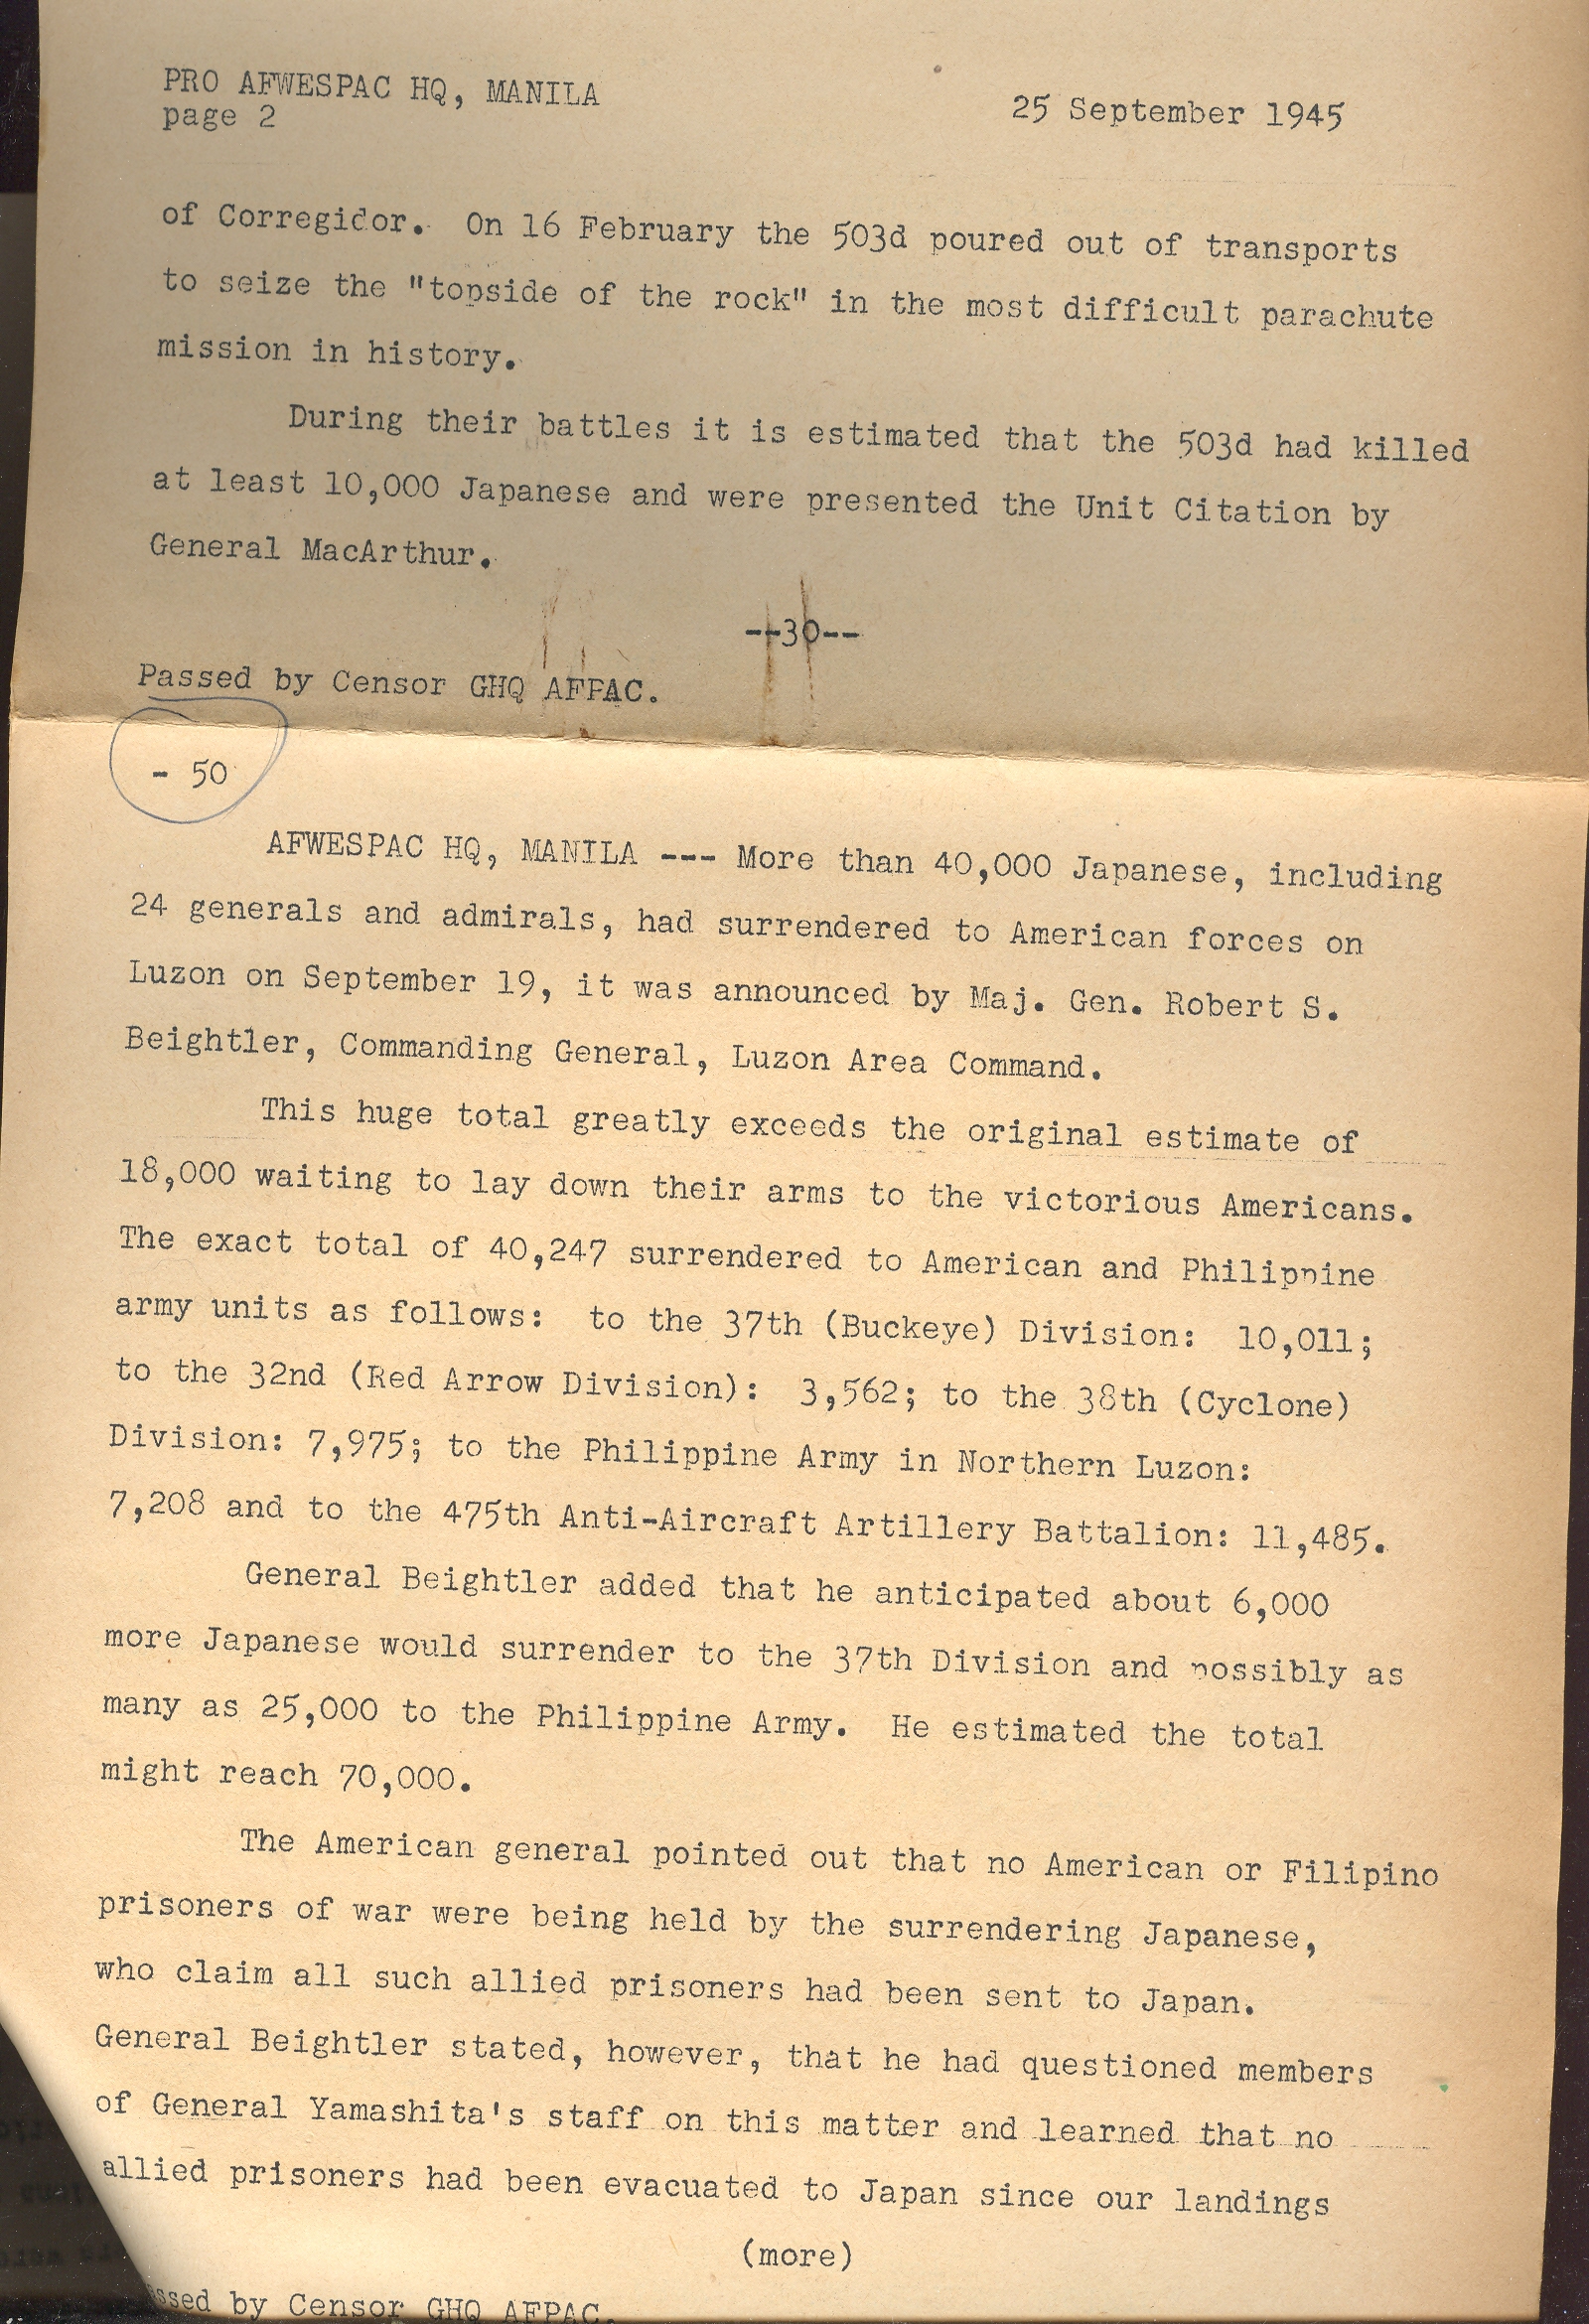 PRO AFWESPAC HQ, MANILA
page 2
25 September 1945
of Corregidor. On 16 February the 503d poured out of transports
to seize the "topside of the rock" in the most difficult parachute
mission in history.
During their battles it is estimated that the 503d had killed
at least 10,000 Japanese and were presented the Unit Citation by
General MacArthur.
--30--
Passed by Censor GHQ AFPAC.
- 50
AFWESPAC HQ, MANILA --- More than 40,000 Japanese, including
24 generals and admirals, had surrendered to American forces on
Luzon on September 19, it was announced by Maj. Gen. Robert S.
Beightler, Commanding General, Luzon Area Command.
This huge total greatly exceeds the original estimate of
18,000 waiting to lay down their arms to the victorious Americans.
The exact total of 40,247 surrendered to American and Philippine
army units as follows: to the 37th (Buckeye) Division: 10,011;
to the 32nd (Red Arrow Division): 3,562; to the 38th (Cyclone)
Division: 7,975; to the Philippine Army in Northern Luzon:
7,208 and to the 475th Anti-Aircraft Artillery Battalion: 11,485.
General Beightler added that he anticipated about 6,000
more Japanese would surrender to the 37th Division and possibly as
many as 25,000 to the Philippine Army. He estimated the total
might reach 70,000.
The American general pointed out that no American or Filipino
prisoners of war were being held by the surrendering Japanese,
who claim all such allied prisoners had been sent to Japan.
General Beightler stated, however, that he had questioned members
of General Yamashita's staff on this matter and learned that no
allied prisoners had been evacuated to Japan since our landings
(more)
ssed by Censor GHQ AFPAC.